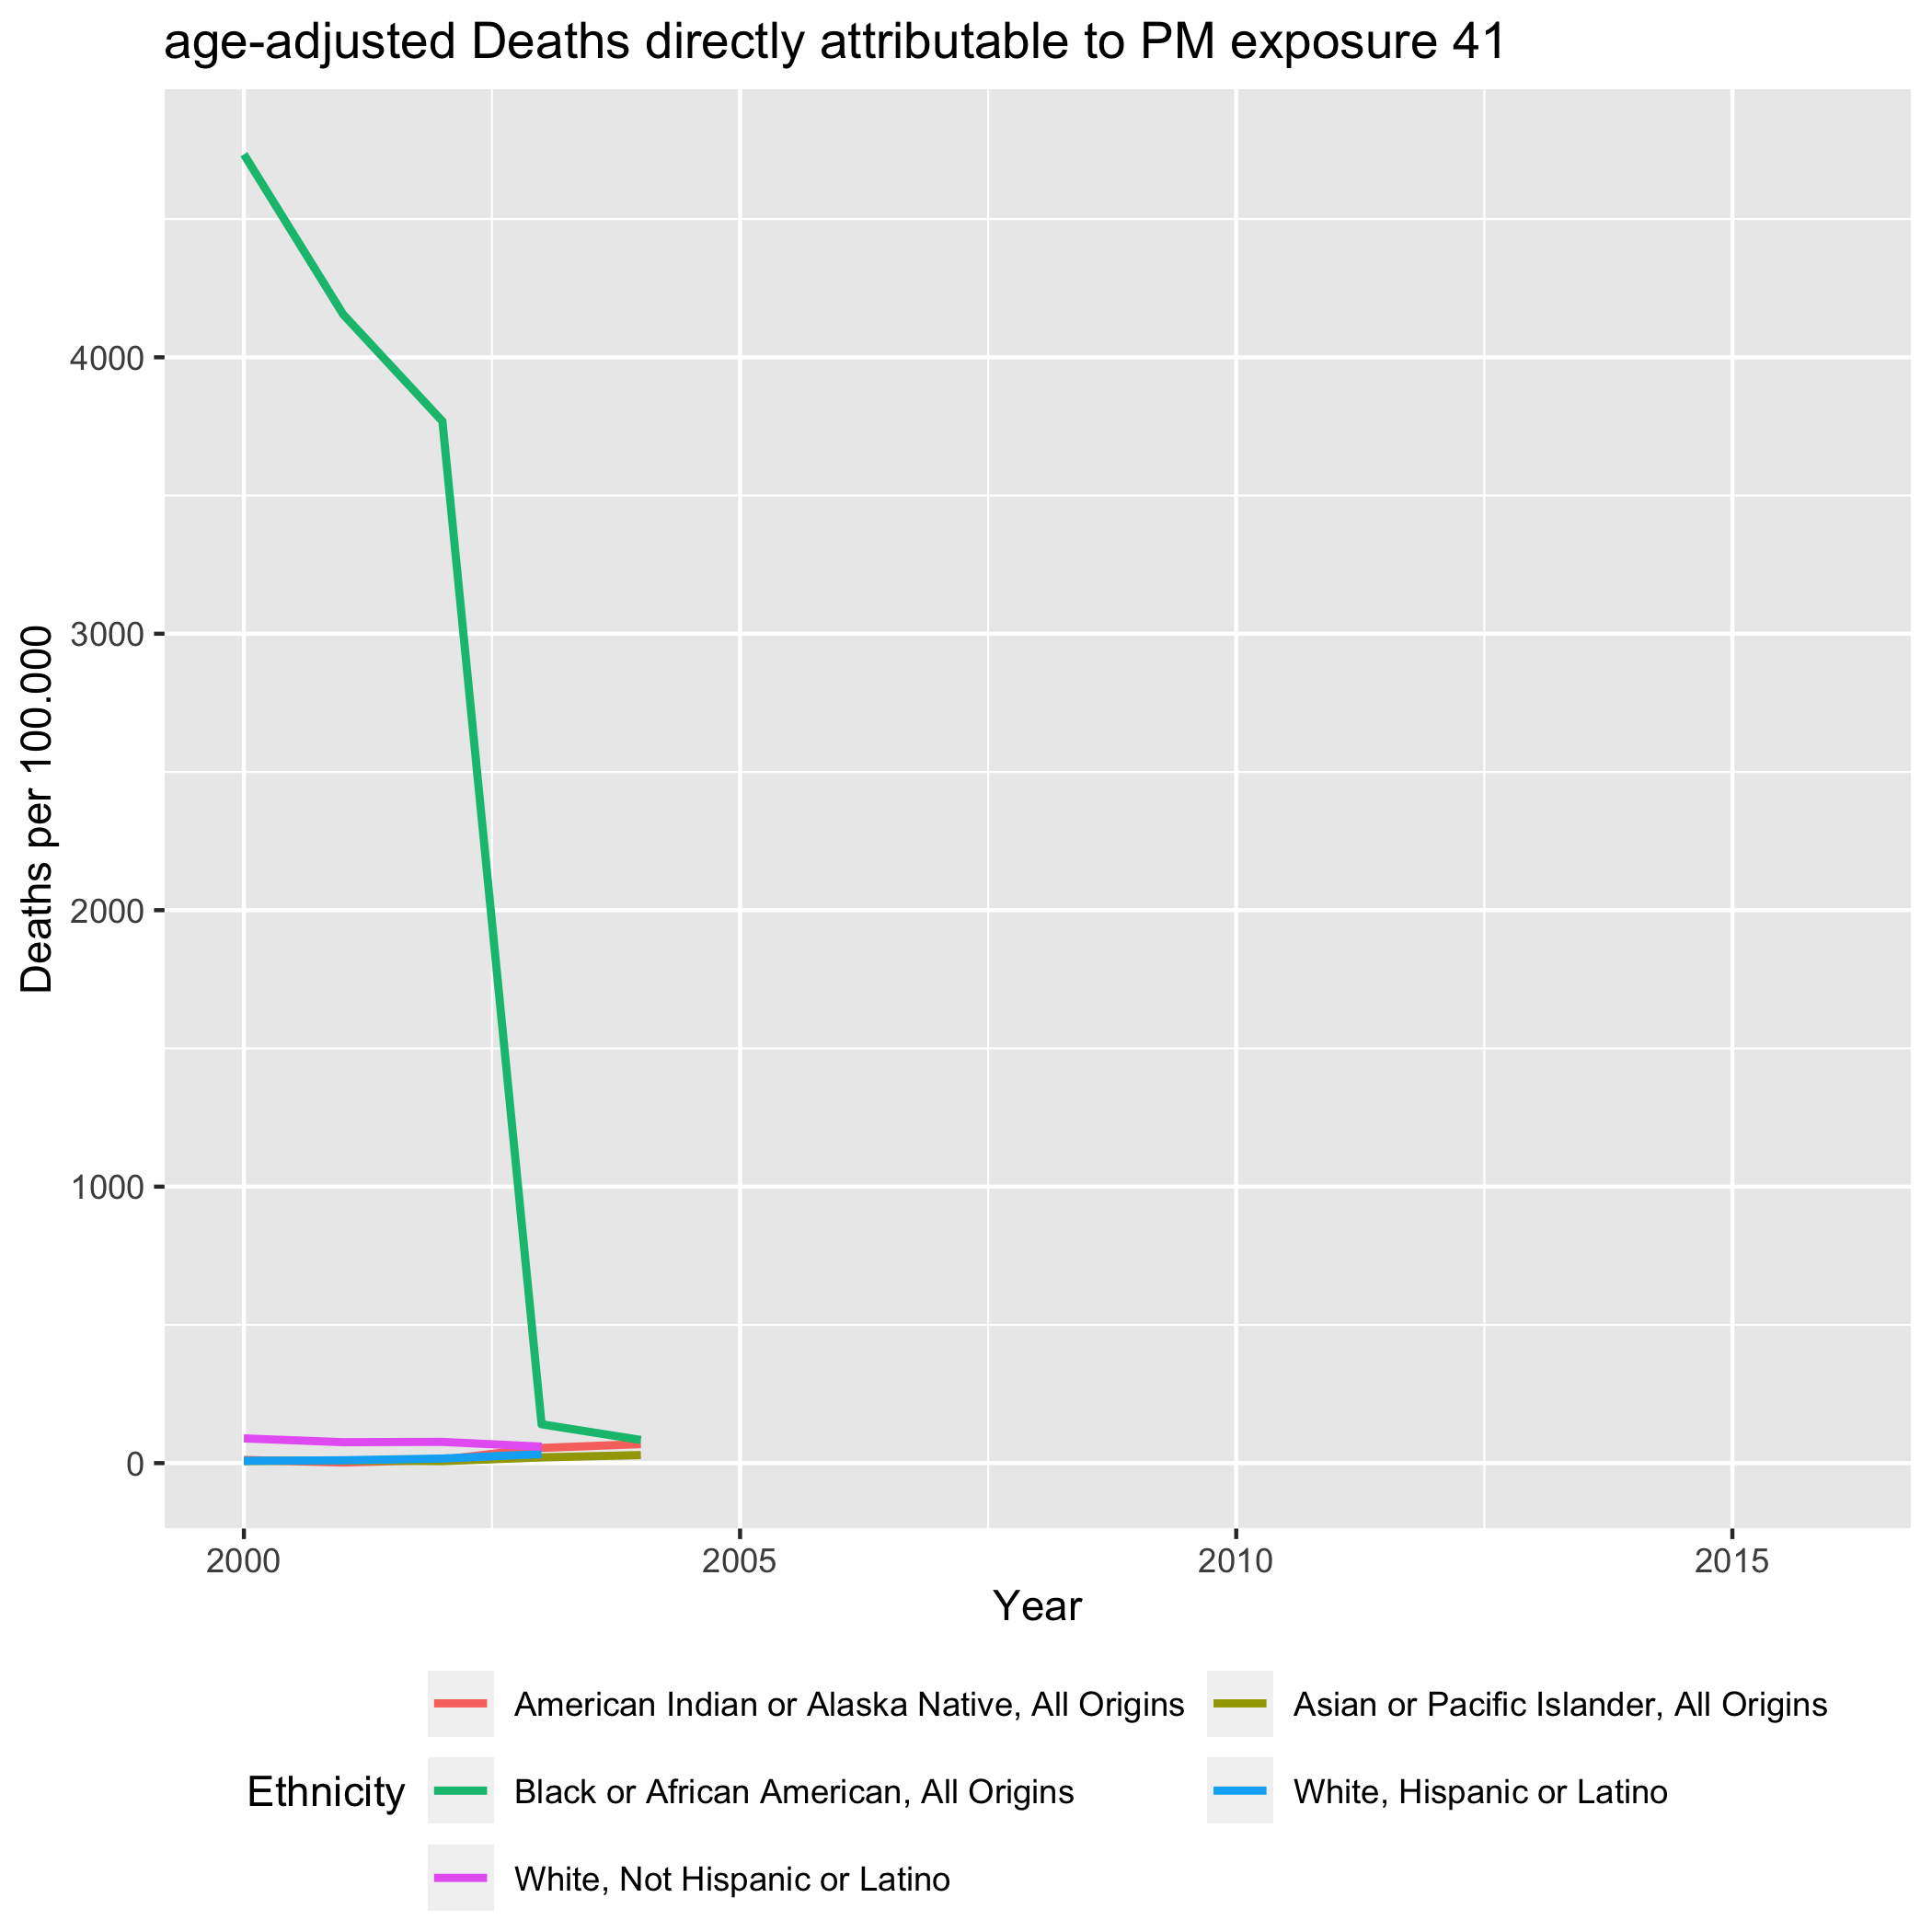 age-adjusted Deaths directly attributable to PM exposure 41
Deaths per 100.000
4000
3000
2000
1000
0
2000 2005 2010 2015
Year
Ethnicity
American Indian or Alaska Native, All Origins
Asian or Pacific Islander, All Origins
Black or African American, All Origins
White, Hispanic or Latino
White, Not Hispanic or Latino